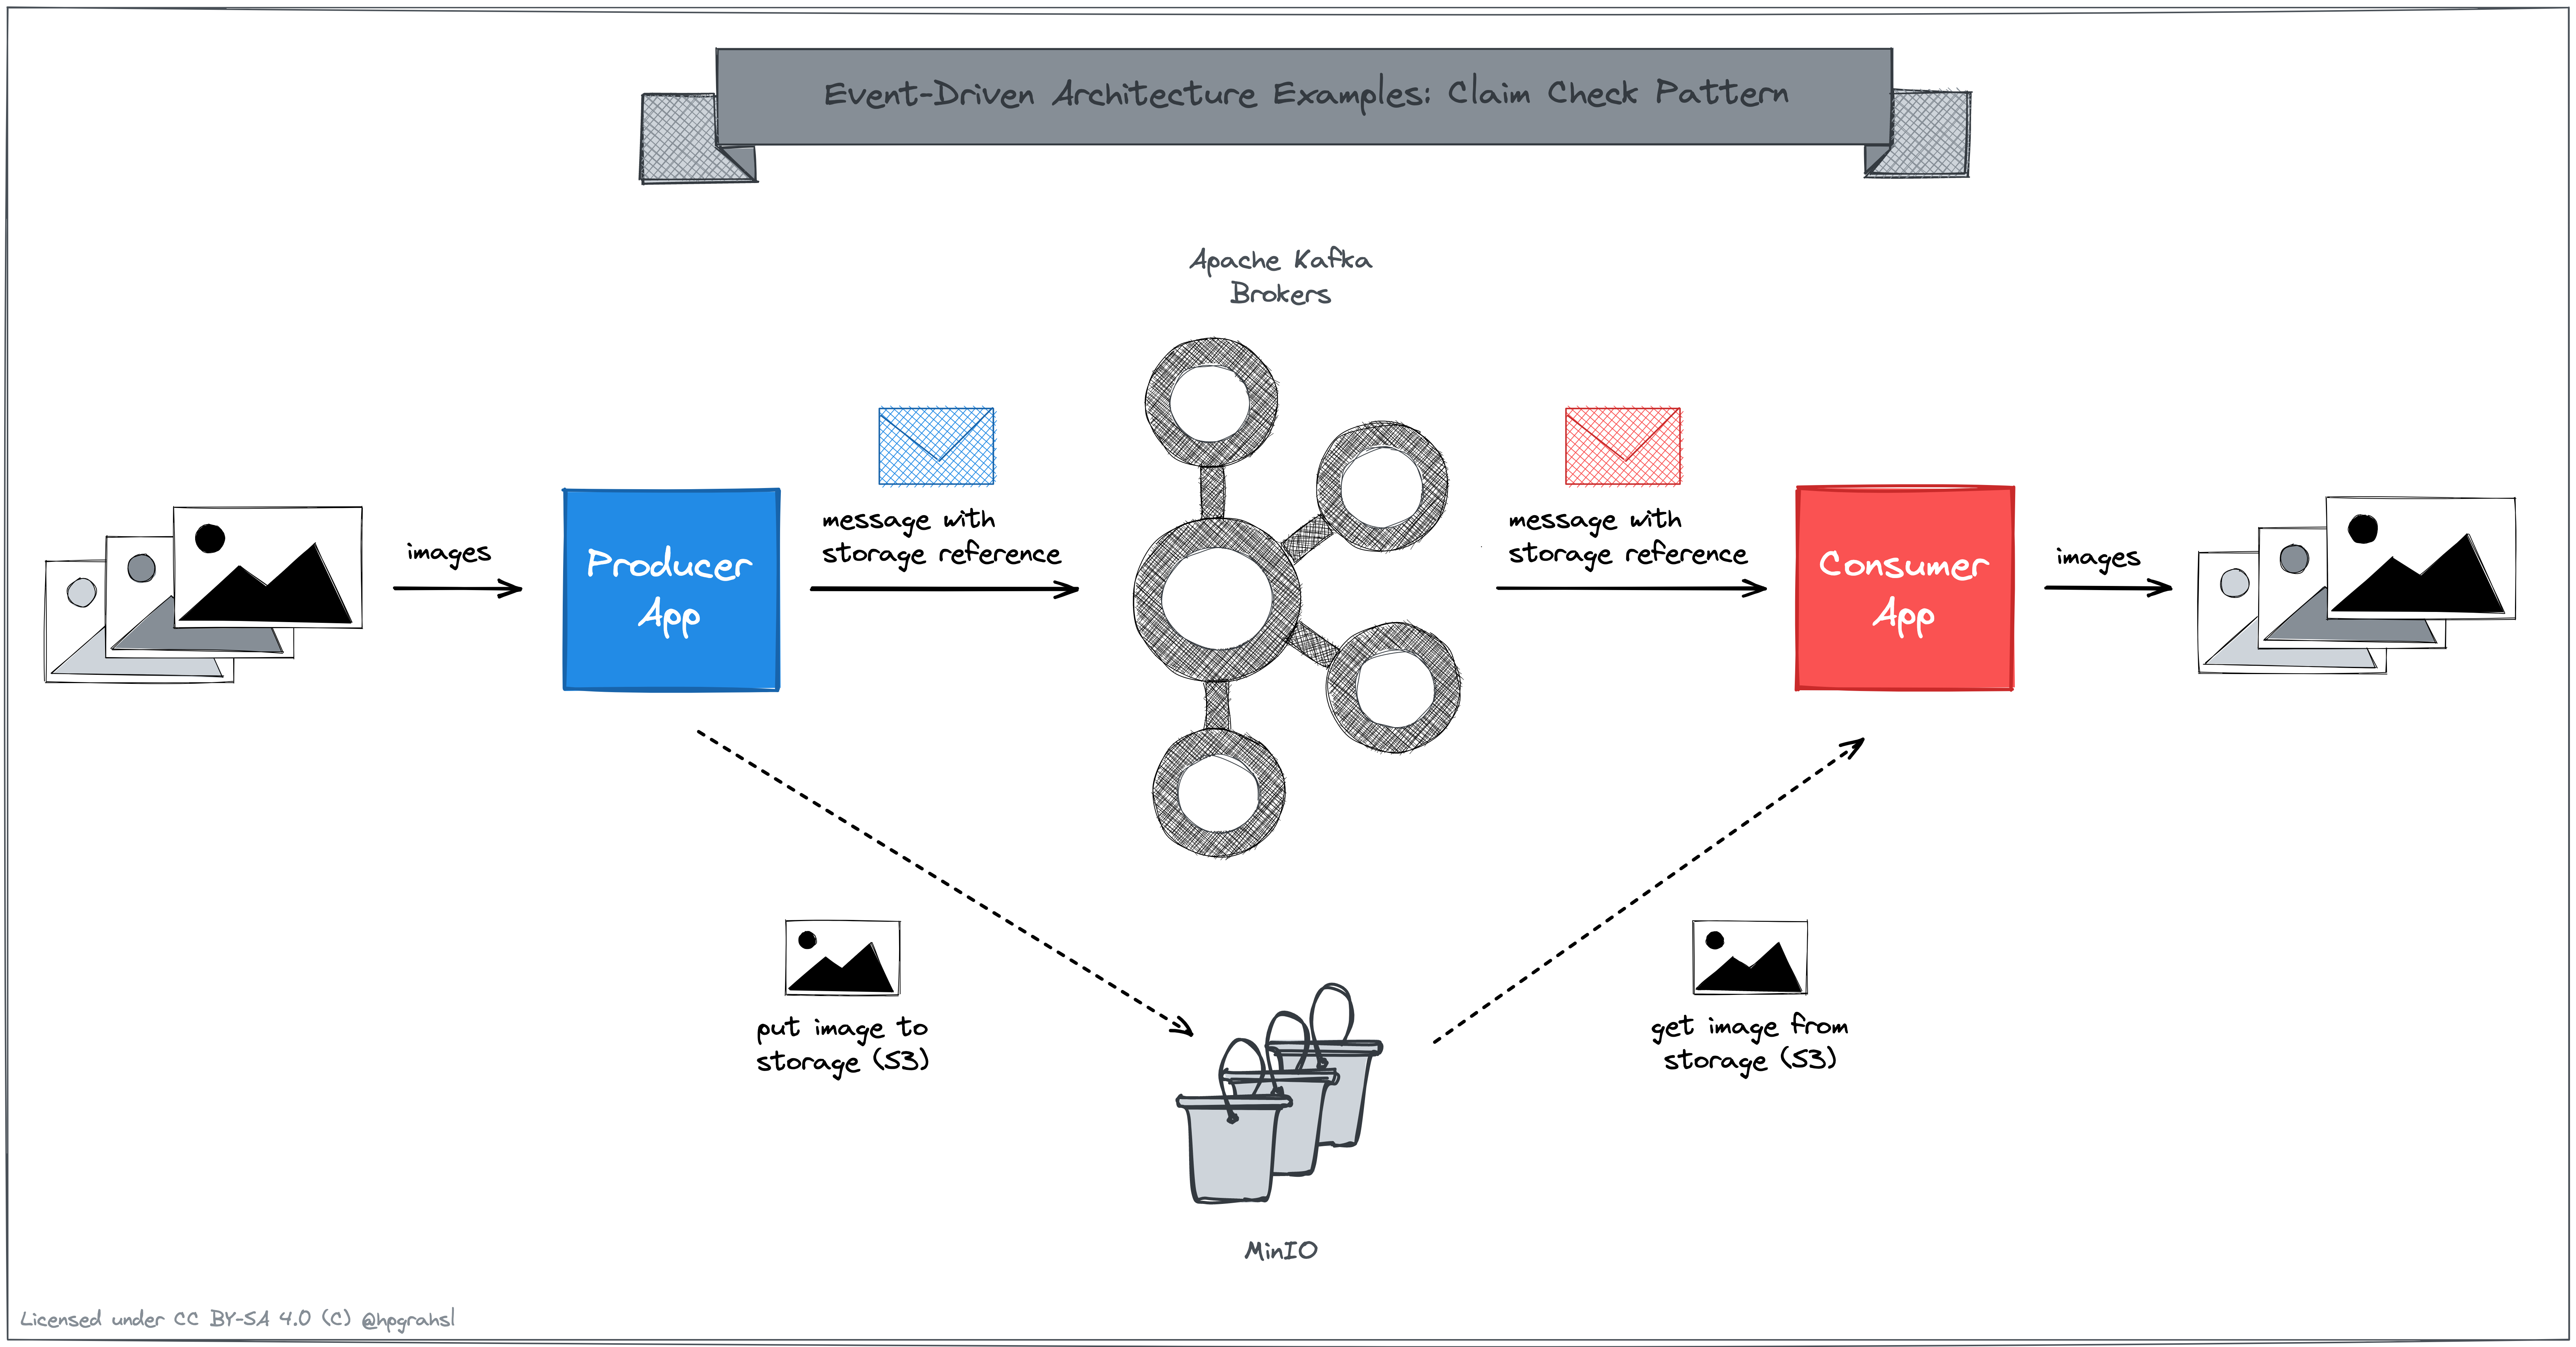 Event-Driven Architecture Examples: Claim Check Pattern
Apache Kafka
Brokers
images
Producer
App
message with
storage reference
message with
storage reference
Consumer
App
images
put image to
storage (S3)
get image from
storage (S3)
MinIO
Licensed under CC BY-SA 4.0 (C) @hpgrahsl